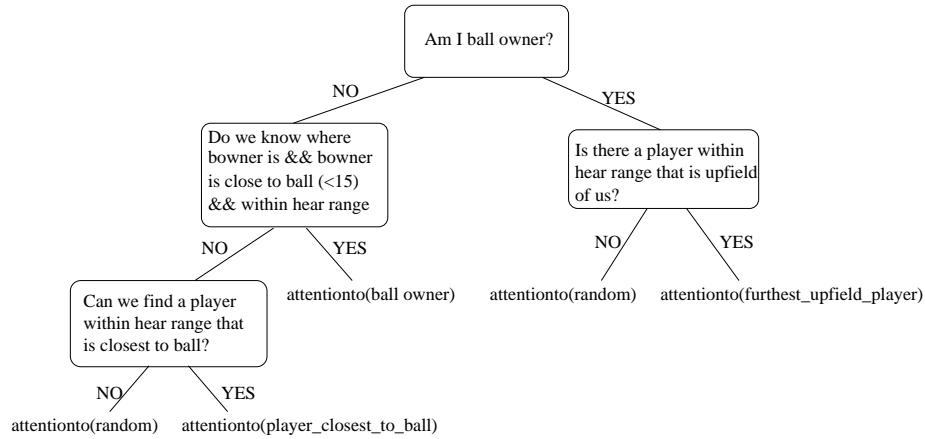 Am I ball owner?
NO
YES
Do we know where
bowner is && bowner
is close to ball (<15)
&& within hear range
Is there a player within
hear range that is upfield
of us?
NO
YES
NO
YES
attentionto(ball owner)
attentionto(random)
attentionto(furthest_upfield_player)
Can we find a player
within hear range that
is closest to ball?
NO
YES
attentionto(random)
attentionto(player_closest_to_ball)